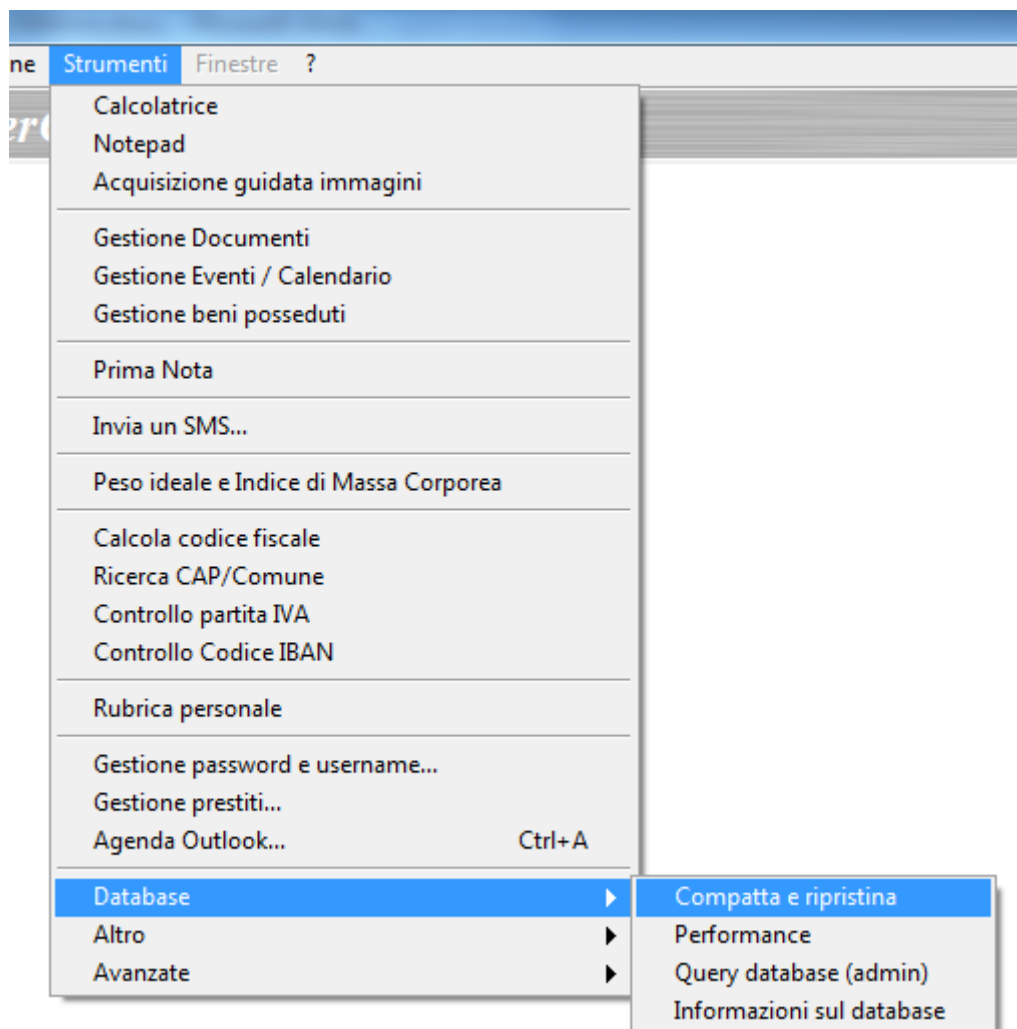 ne Strumenti Finestre ?
er
Calcolatrice
Notepad
Acquisizione guidata immagini
Gestione Documenti
Gestione Eventi / Calendario
Gestione beni posseduti
Prima Nota
Invia un SMS...
Peso ideale e Indice di Massa Corporea
Calcola codice fiscale
Ricerca CAP/Comune
Controllo partita IVA
Controllo Codice IBAN
Rubrica personale
Gestione password e username...
Gestione prestiti...
Agenda Outlook... Ctrl+A
Database Compatta e ripristina
Altro Performance
Avanzate Query database (admin)
Informazioni sul database